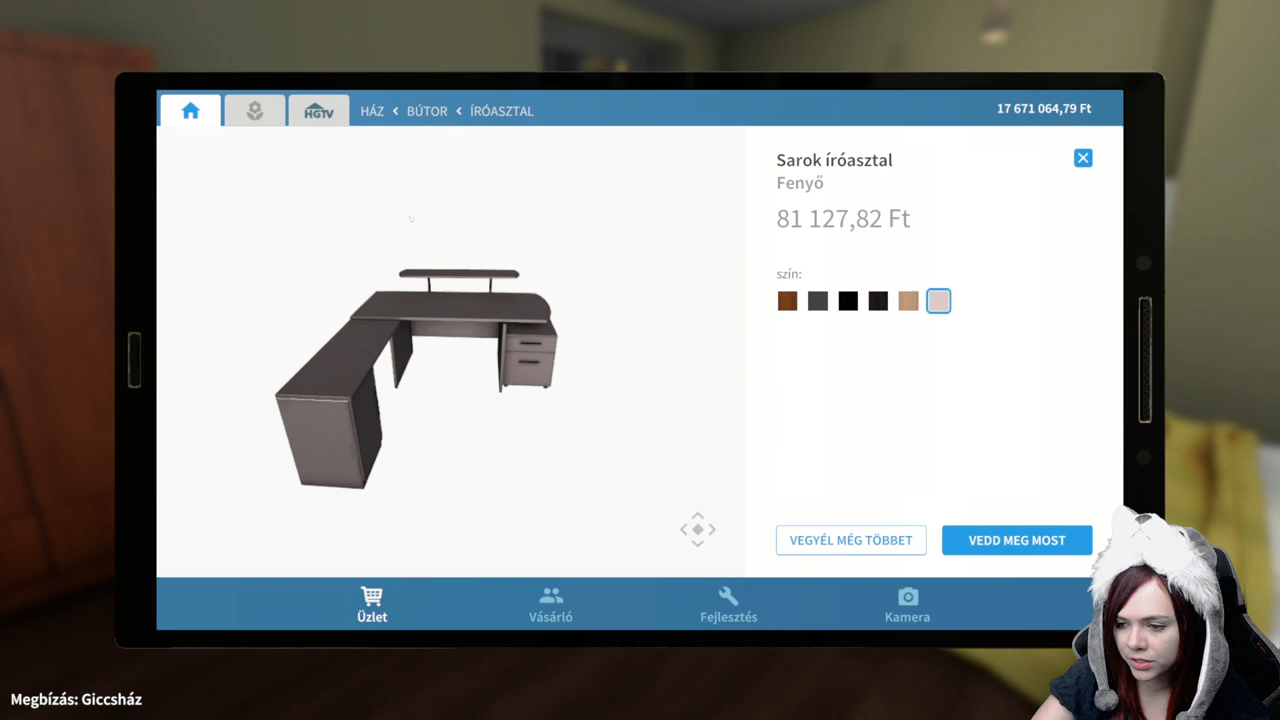 HGTV
HÁZ < BÚTOR < ÍRÓASZTAL
17 671 064,79 Ft
Sarok íróasztal
Fenyő
81 127,82 Ft
szín:
VEGYÉL MÉG TÖBBET
VEDD MEG MOST
Üzlet
Vásárló
Fejlesztés
Kamera
Megbízás: Giccsház